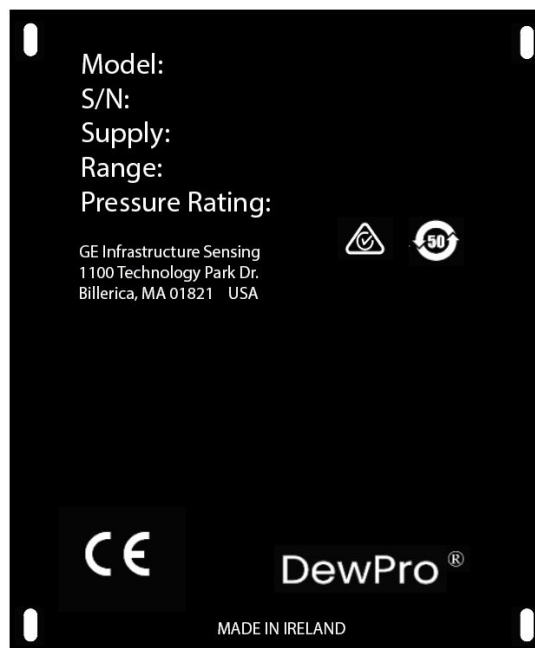 Model:
S/N:
Supply:
Range:
Pressure Rating:
50
GE Infrastructure Sensing
1100 Technology Park Dr.
Billerica, MA 01821 USA
CE
DewPro ®
MADE IN IRELAND